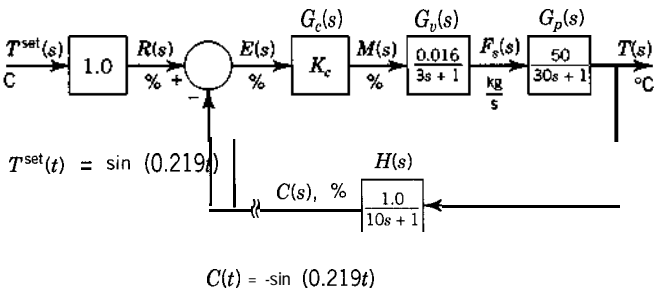 G_c(s) G_v(s) G_p(s)
T^set(s) R(s) E(s) M(s) F_s(s) T(s)
1.0 + K_c 0.016 / 3s + 1 50 / 30s + 1
C % − % % kg/s °C
T^set(t) = sin (0.219t)
H(s)
C(s), % 1.0 / 10s + 1
C(t) = -sin (0.219t)